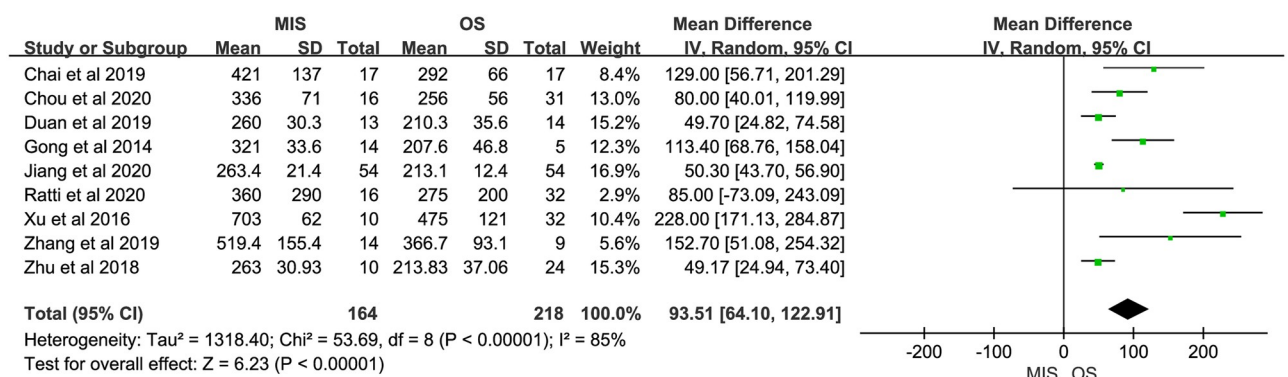 MIS OS Mean Difference Mean Difference
Study or Subgroup Mean SD Total Mean SD Total Weight IV, Random, 95% CI IV, Random, 95% CI
Chai et al 2019 421 137 17 292 66 17 8.4% 129.00 [56.71, 201.29]
Chou et al 2020 336 71 16 256 56 31 13.0% 80.00 [40.01, 119.99]
Duan et al 2019 260 30.3 13 210.3 35.6 14 15.2% 49.70 [24.82, 74.58]
Gong et al 2014 321 33.6 14 207.6 46.8 5 12.3% 113.40 [68.76, 158.04]
Jiang et al 2020 263.4 21.4 54 213.1 12.4 54 16.9% 50.30 [43.70, 56.90]
Ratti et al 2020 360 290 16 275 200 32 2.9% 85.00 [-73.09, 243.09]
Xu et al 2016 703 62 10 475 121 32 10.4% 228.00 [171.13, 284.87]
Zhang et al 2019 519.4 155.4 14 366.7 93.1 9 5.6% 152.70 [51.08, 254.32]
Zhu et al 2018 263 30.93 10 213.83 37.06 24 15.3% 49.17 [24.94, 73.40]
Total (95% CI) 164 218 100.0% 93.51 [64.10, 122.91]
Heterogeneity: Tau² = 1318.40; Chi² = 53.69, df = 8 (P < 0.00001); I² = 85%
Test for overall effect: Z = 6.23 (P < 0.00001)
-200 -100 0 100 200
MIS OS